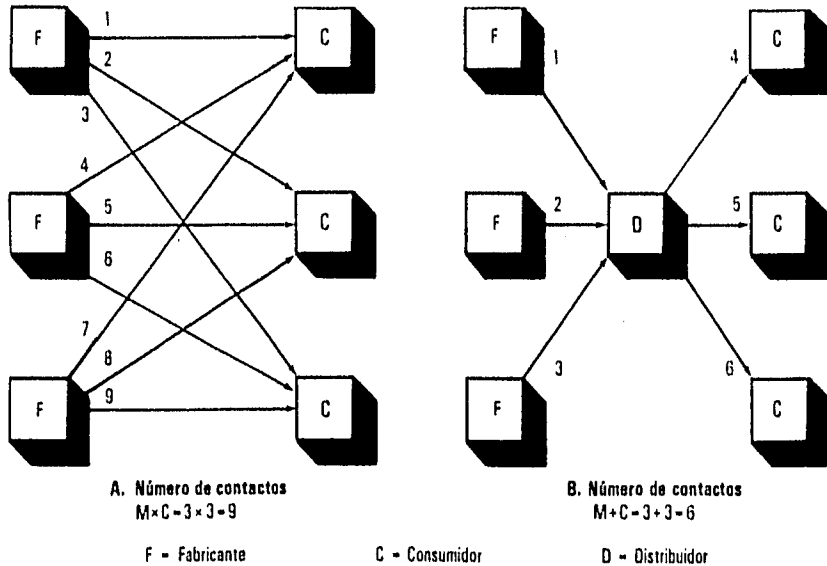 1
F
C
2
3
4
F
5
C
6
7
8
F
9
C
A. Número de contactos
M×C=3×3=9
F
1
4
C
F
2
D
5
C
F
3
6
C
B. Número de contactos
M+C=3+3=6
F = Fabricante
C = Consumidor
D = Distribuidor